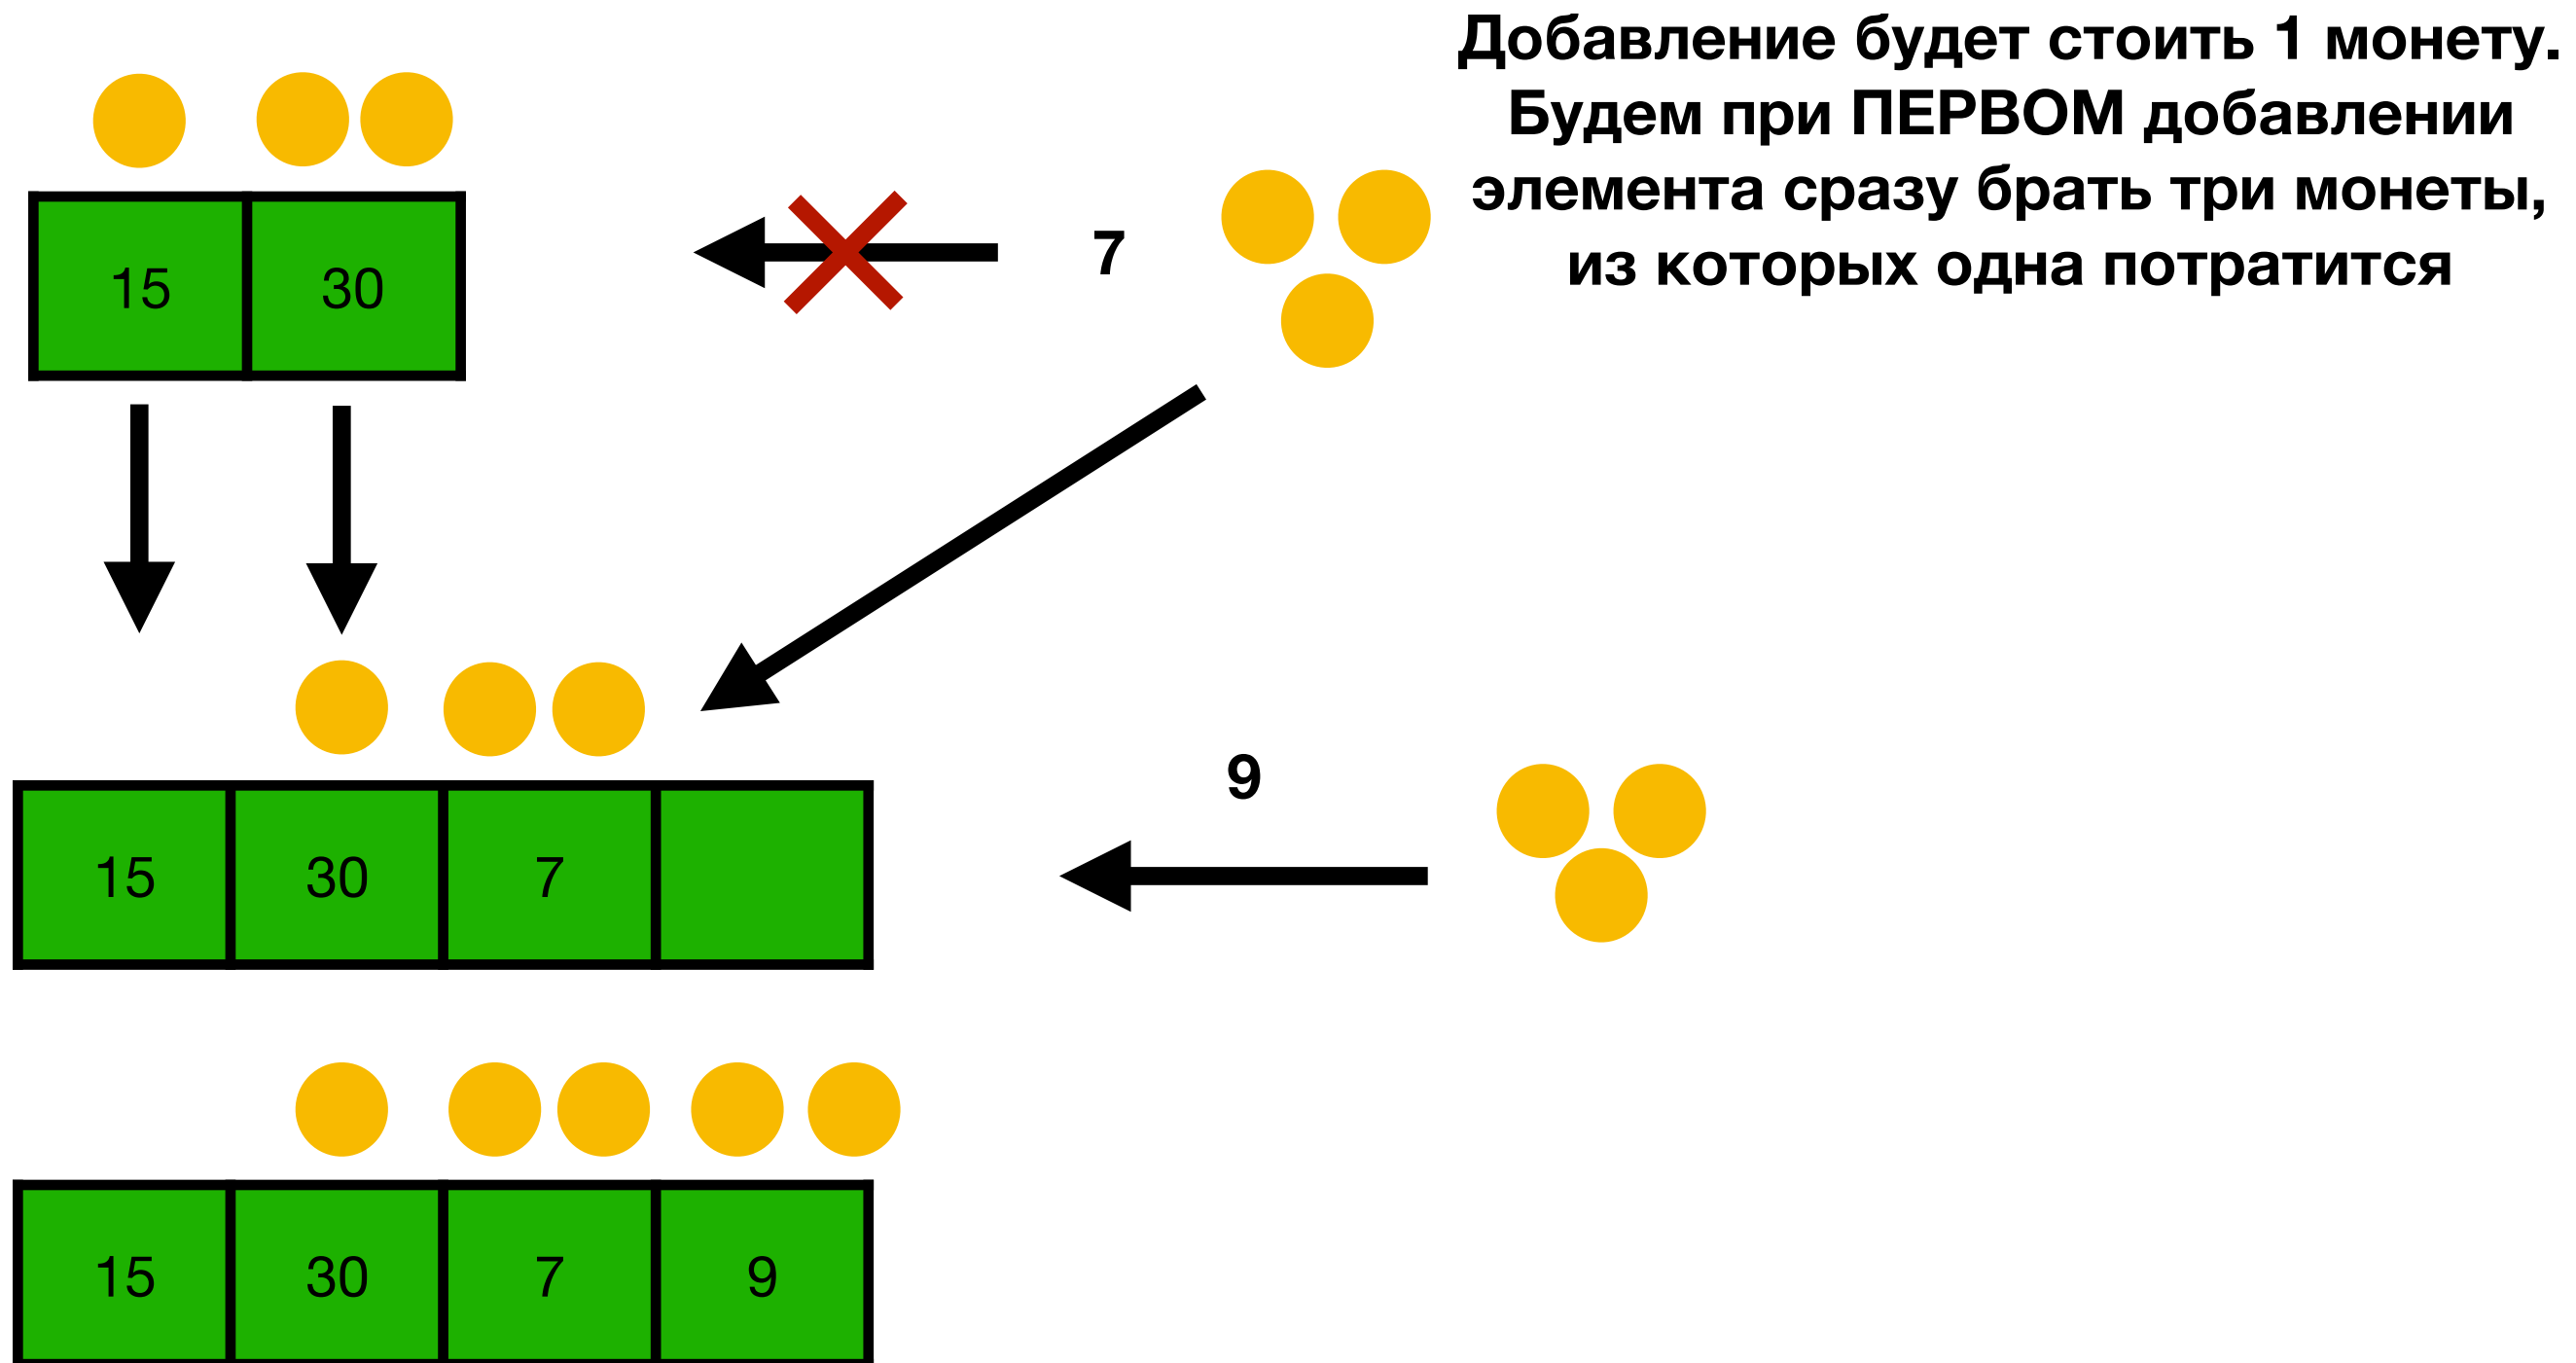 Добавление будет стоить 1 монету.
Будем при ПЕРВОМ добавлении
элемента сразу брать три монеты,
из которых одна потратится
15 30
7
9
15 30 7
15 30 7 9